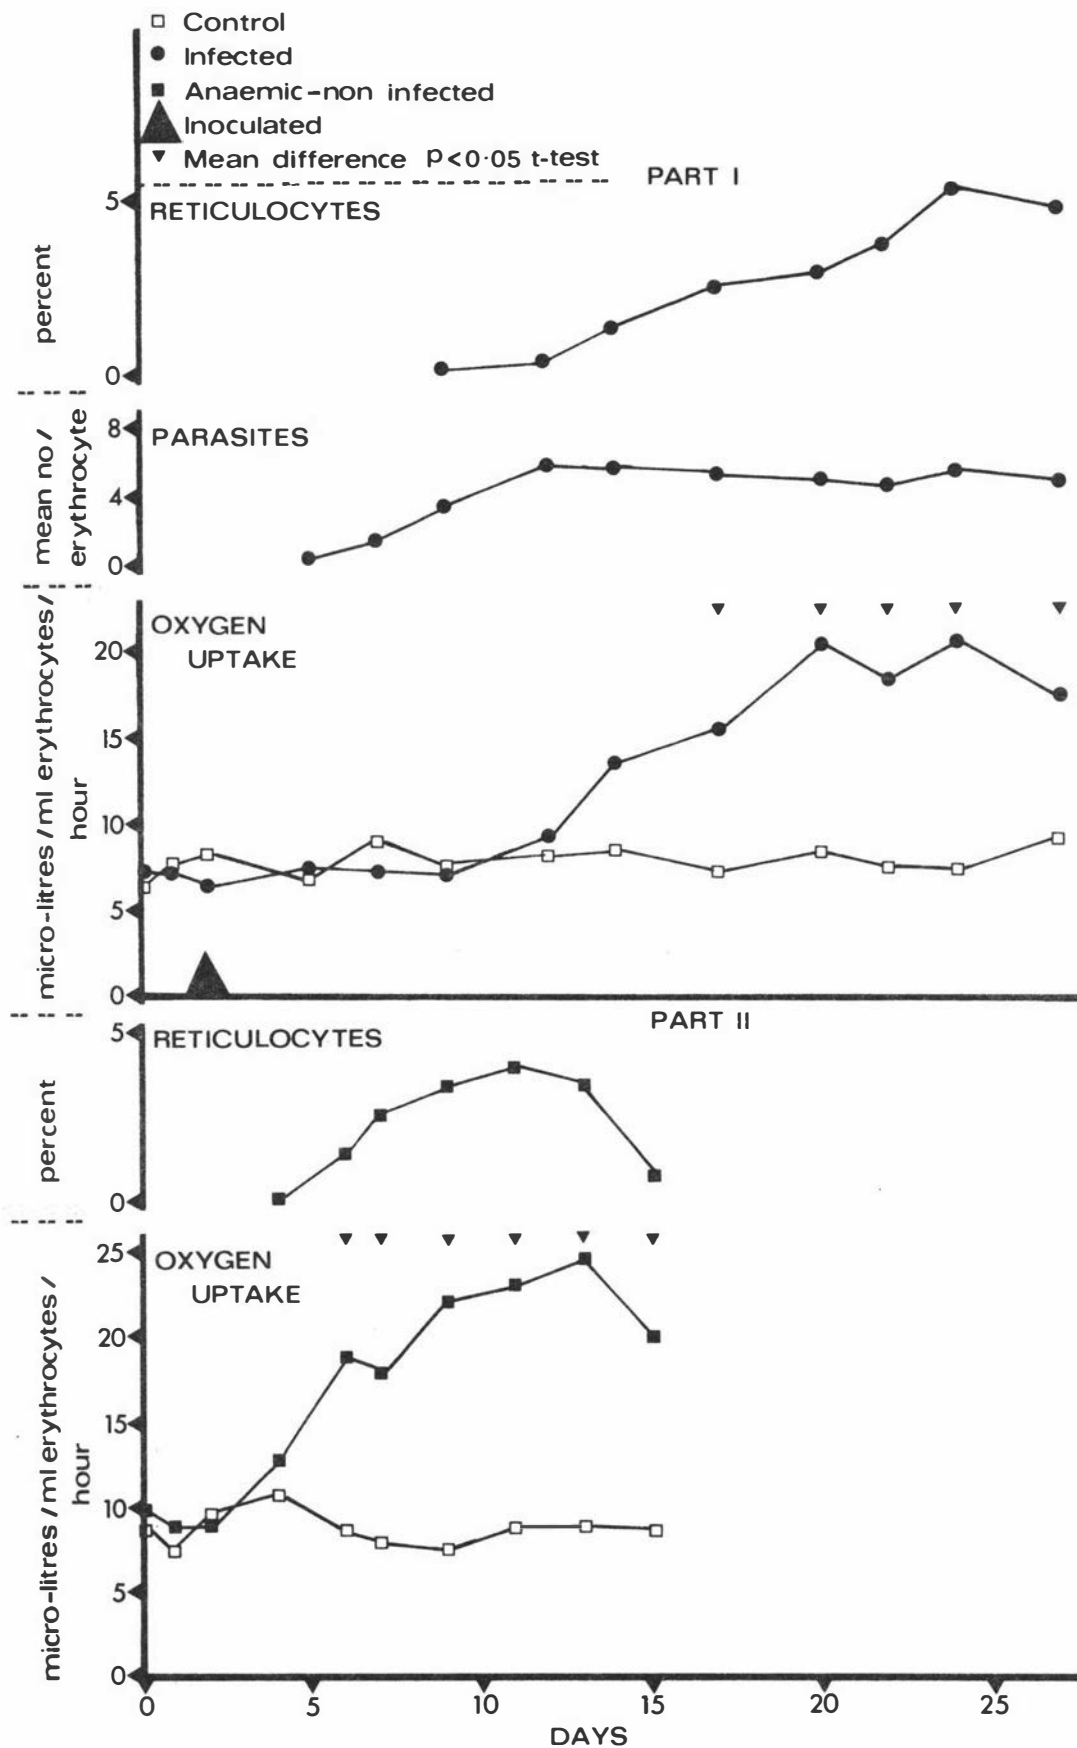 Control
Infected
Anaemic-non infected
Inoculated
Mean difference p<0·05 t-test
PART I
5
RETICULOCYTES
percent
0
mean no/
erythrocyte
8
PARASITES
4
0
micro-litres/ml erythrocytes/
hour
OXYGEN
UPTAKE
20
15
10
5
0
PART II
5
RETICULOCYTES
percent
0
micro-litres/ml erythrocytes/
hour
25
OXYGEN
UPTAKE
20
15
10
5
0
0 5 10 15 20 25
DAYS